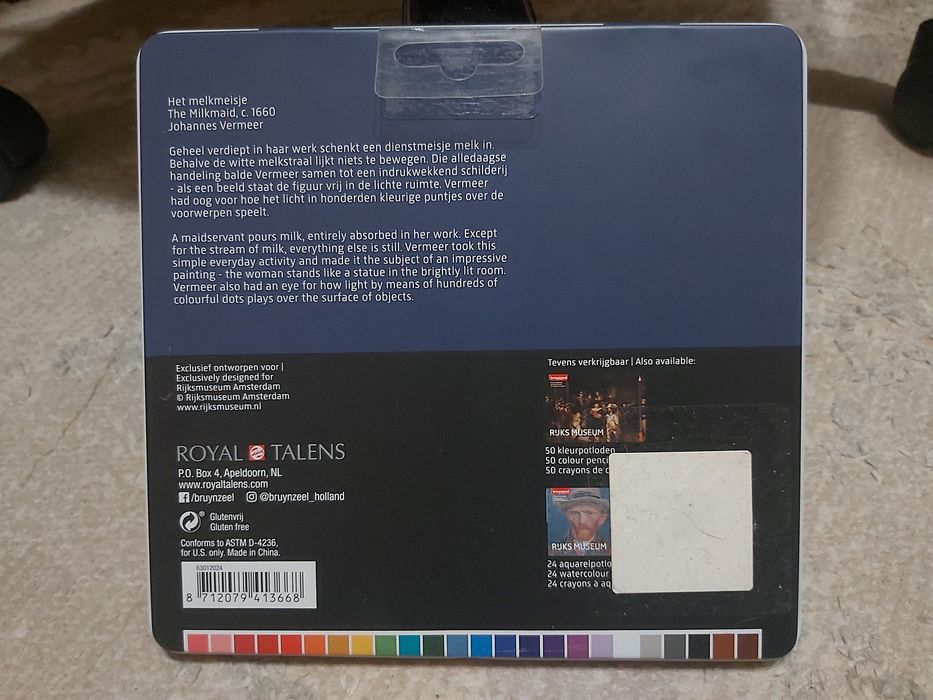 Het melkmeisje
The Milkmaid, c. 1660
Johannes Vermeer
Geheel verdiept in haar werk schenkt een dienstmeisje melk in.
Behalve de witte melkstraal lijkt niets te bewegen. Die alledaagse
handeling balde Vermeer samen tot een indrukwekkend schilderij
- als een beeld staat de figuur vrij in de lichte ruimte. Vermeer
had oog voor hoe het licht in honderden kleurige puntjes over de
voorwerpen speelt.
A maidservant pours milk, entirely absorbed in her work. Except
for the stream of milk, everything else is still. Vermeer took this
simple everyday activity and made it the subject of an impressive
painting - the woman stands like a statue in the brightly lit room.
Vermeer also had an eye for how light by means of hundreds of
colourful dots plays over the surface of objects.
Exclusief ontworpen voor |
Exclusively designed for
Rijksmuseum Amsterdam
© Rijksmuseum Amsterdam
www.rijksmuseum.nl
ROYAL TALENS
P.O. Box 4, Apeldoorn, NL
www.royaltalens.com
/bruynzeel @bruynzeel_holland
Glutenvrij
Gluten free
Conforms to ASTM D-4236,
for U.S. only. Made in China.
63012024
8 712079 413668
Tevens verkrijgbaar | Also available:
bruynzeel
RIJKS MUSEUM
50 kleurpotloden
50 colour penci
50 crayons de c
bruynzeel
RIJKS MUSEUM
24 aquarelpotlo
24 watercolour
24 crayons à aq